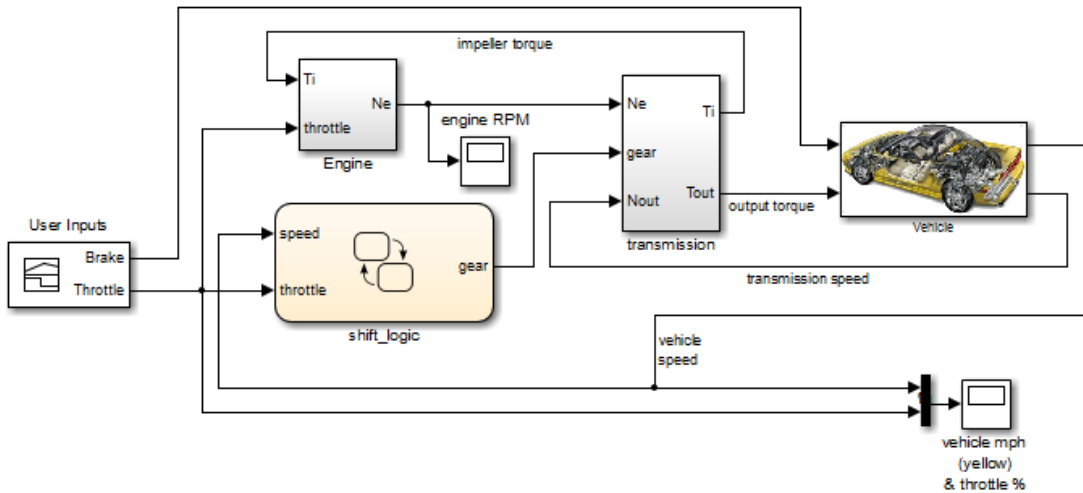 impeller torque
Ti
Ne
throttle
Engine
engine RPM
Ne
Ti
gear
Nout
Tout
transmission
output torque
Vehicle
transmission speed
User Inputs
Brake
Throttle
speed
gear
throttle
shift_logic
vehicle
speed
vehicle mph
(yellow)
& throttle %